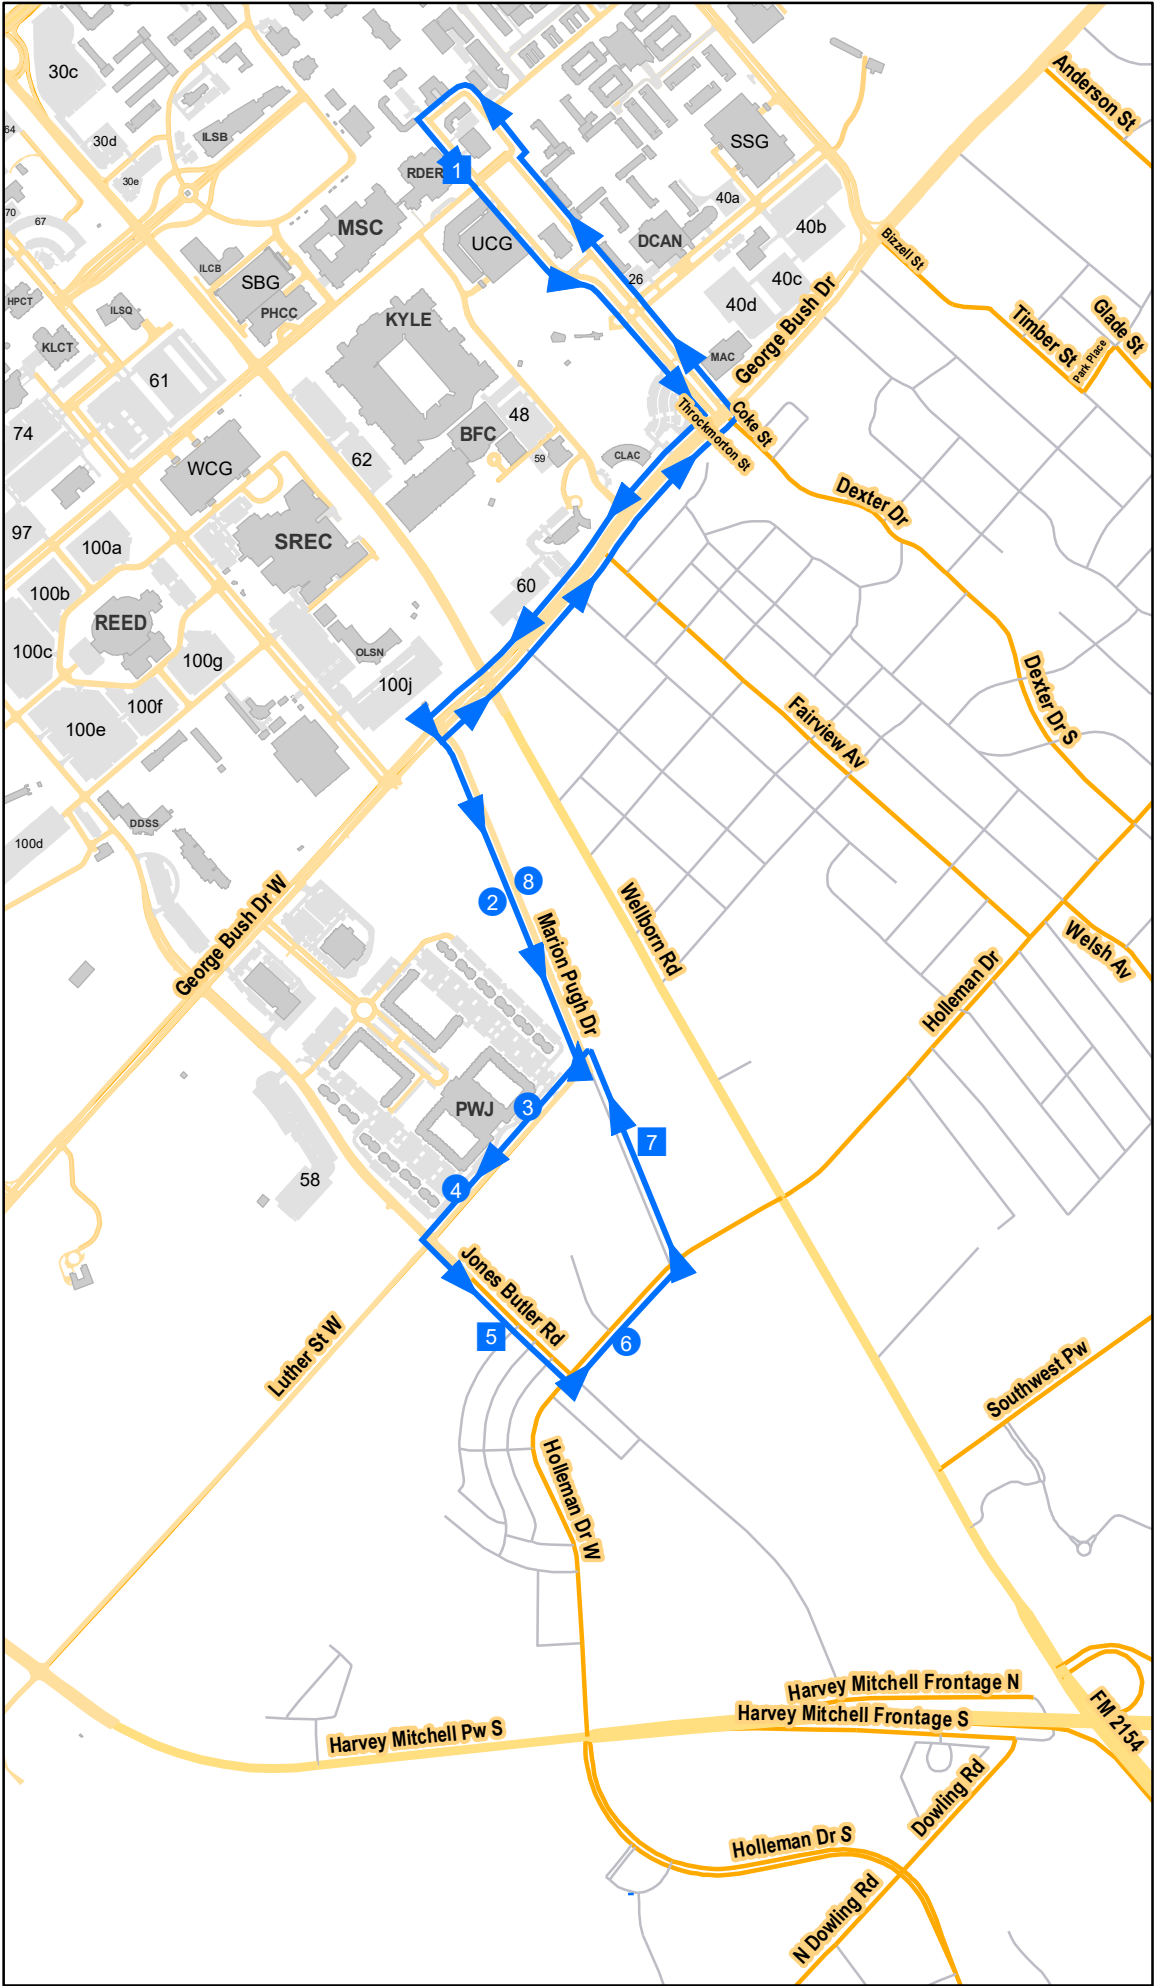 30c
Anderson St
64
30d
ILSB
SSG
30e
RDER
1
40a
70
67
MSC
UCG
DCAN
40b
Bizzell St
ILCB
SBG
26
40c
HPCT
ILSQ
PHCC
KYLE
40d
George Bush Dr
Timber St
Glade St
Park Place
KLCT
MAC
61
48
Throckmorton St
Coke St
74
BFC
62
59
CLAC
WCG
Dexter Dr
97
100a
SREC
100b
60
REED
100c
100g
OLSN
100j
Dexter Dr S
100f
100e
Fairview Av
DDSS
100d
8
2
Wellborn Rd
George Bush Dr W
Marion Pugh Dr
Welsh Av
Holleman Dr
PWJ
3
7
58
4
Jones Butler Rd
5
6
Luther St W
Southwest Pw
Holleman Dr W
Harvey Mitchell Frontage N
Harvey Mitchell Frontage S
FM 2154
Harvey Mitchell Pw S
Dowling Rd
Holleman Dr S
N Dowling Rd